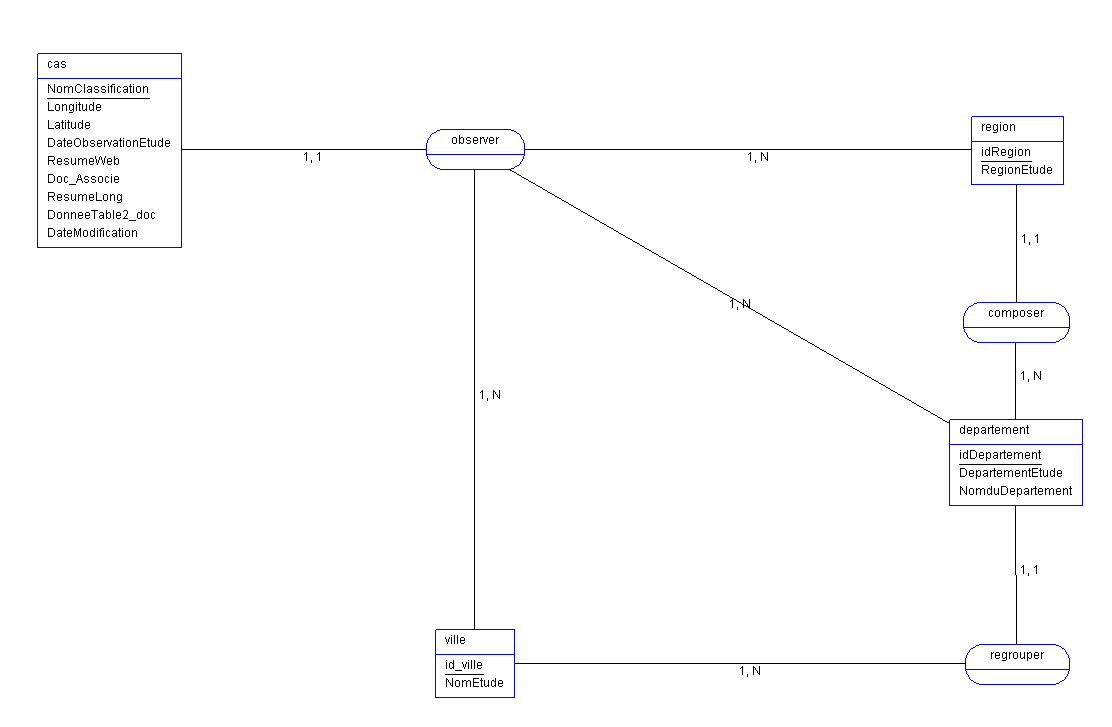 cas
NomClassification
Longitude
Latitude
DateObservationEtude
ResumeWeb
Doc_Associe
ResumeLong
DonneeTable2_doc
DateModification
1, 1
observer
1, N
region
idRegion
RegionEtude
1, 1
composer
1, N
1, N
departement
idDepartement
DepartementEtude
NomduDepartement
1, N
1, 1
ville
id_ville
NomEtude
1, N
regrouper